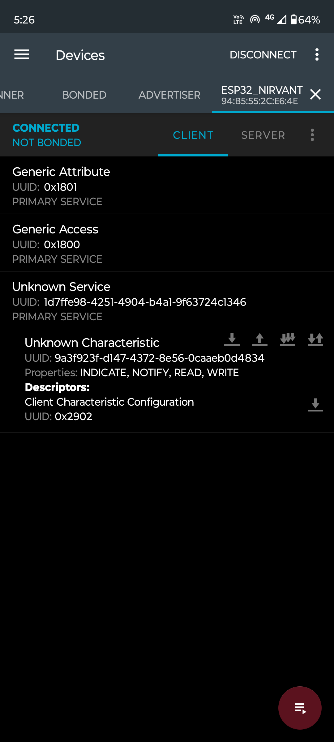 5:26
4G 64%
Devices
DISCONNECT
NNER
BONDED
ADVERTISER
ESP32_NIRVANT
94:B5:55:2C:E6:4E
CONNECTED
NOT BONDED
CLIENT
SERVER
Generic Attribute
UUID: 0x1801
PRIMARY SERVICE
Generic Access
UUID: 0x1800
PRIMARY SERVICE
Unknown Service
UUID: 1d7ffe98-4251-4904-b4a1-9f63724c1346
PRIMARY SERVICE
Unknown Characteristic
UUID: 9a3f923f-d147-4372-8e56-0caaeb0d4834
Properties: INDICATE, NOTIFY, READ, WRITE
Descriptors:
Client Characteristic Configuration
UUID: 0x2902